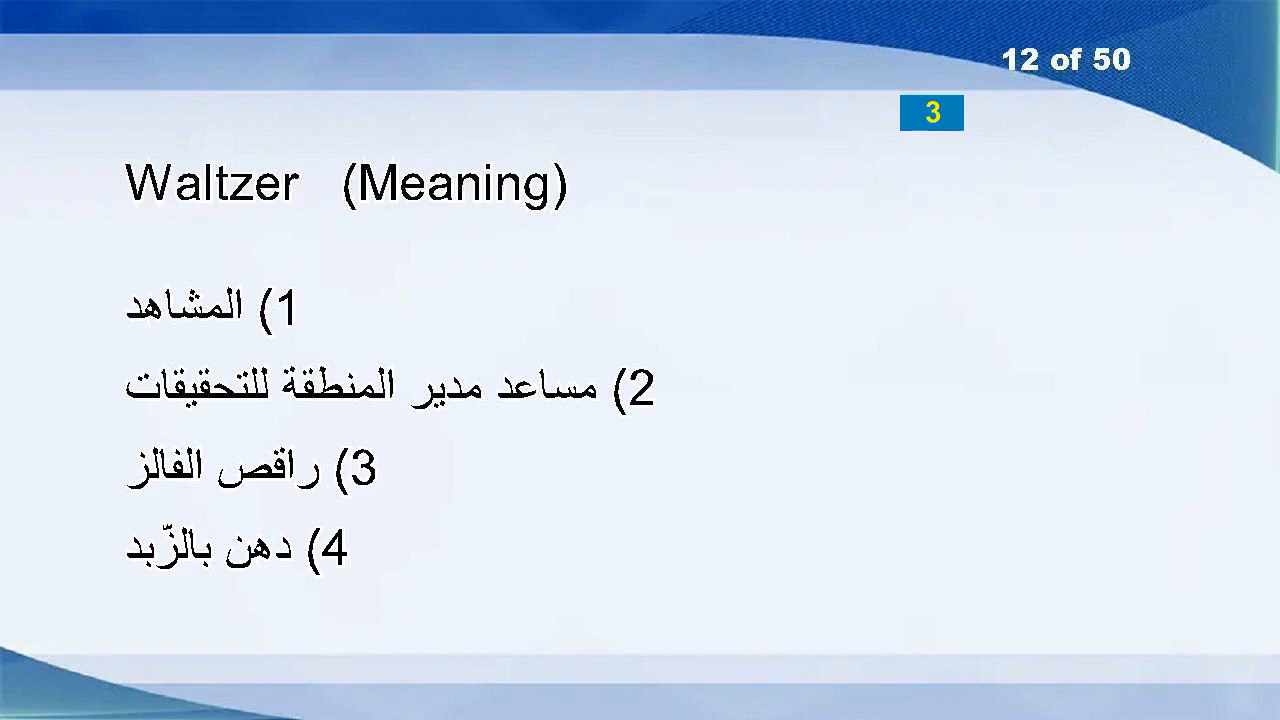 12 of 50
3
Waltzer (Meaning)
1) المشاهد
2) مساعد مدير المنطقة للتحقيقات
3) راقص الفالز
4) دهن بالزّبد